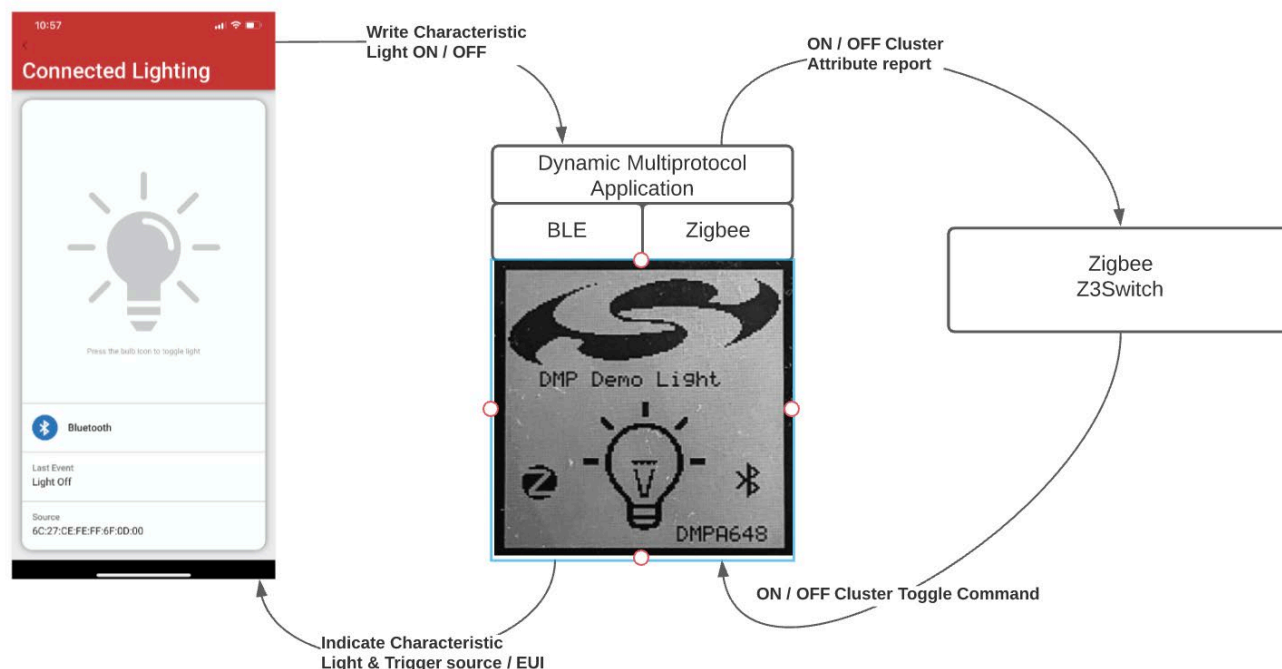 10:57
Connected Lighting
Press the bulb icon to toggle light
Bluetooth
Last Event
Light Off
Source
6C:27:CE:FE:FF:6F:0D:00
Write Characteristic
Light ON / OFF
Indicate Characteristic
Light & Trigger source / EUI
Dynamic Multiprotocol
Application
BLE
Zigbee
DMP Demo Light
DMPA648
ON / OFF Cluster
Attribute report
Zigbee
Z3Switch
ON / OFF Cluster Toggle Command